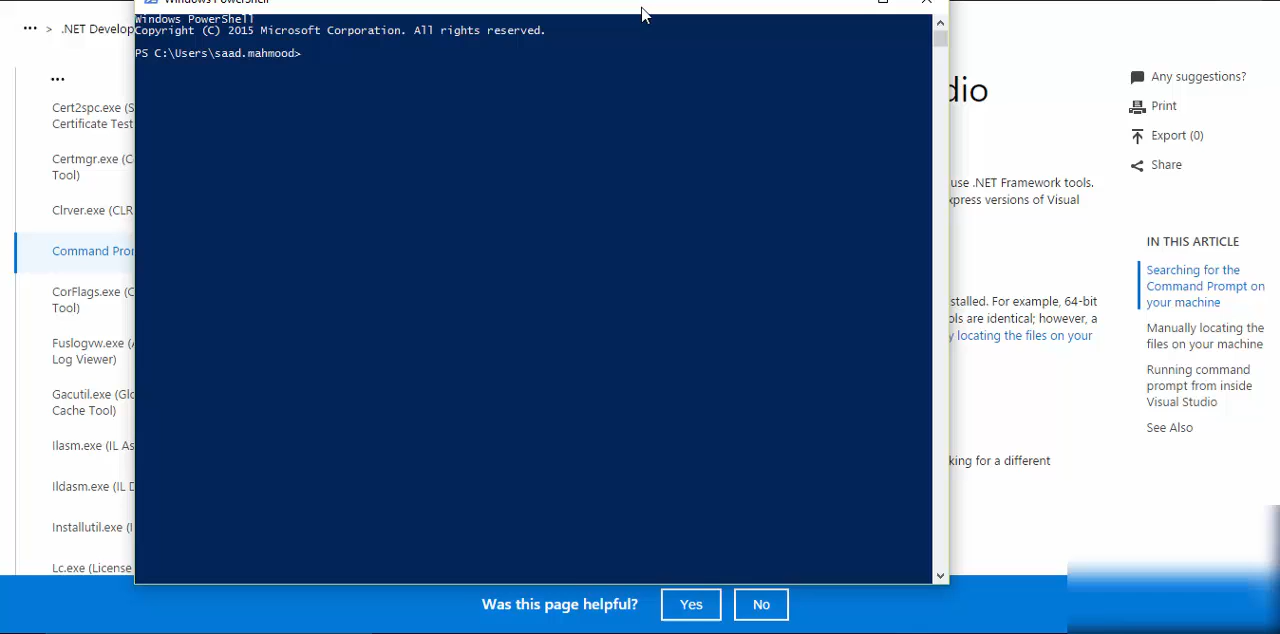 Windows PowerShell
... > .NET Develop
Windows PowerShell
Copyright (C) 2015 Microsoft Corporation. All rights reserved.
PS C:\Users\saad.mahmood>
...
Cert2spc.exe (S
Certificate Test
Certmgr.exe (C
Tool)
Clrver.exe (CLR
Command Pro
CorFlags.exe (C
Tool)
Fuslogvw.exe (A
Log Viewer)
Gacutil.exe (Glo
Cache Tool)
Ilasm.exe (IL As
Ildasm.exe (IL D
Installutil.exe (I
Lc.exe (License
dio
use .NET Framework tools.
xpress versions of Visual
stalled. For example, 64-bit
ols are identical; however, a
y locating the files on your
king for a different
Any suggestions?
Print
Export (0)
Share
IN THIS ARTICLE
Searching for the
Command Prompt on
your machine
Manually locating the
files on your machine
Running command
prompt from inside
Visual Studio
See Also
Was this page helpful?
Yes
No